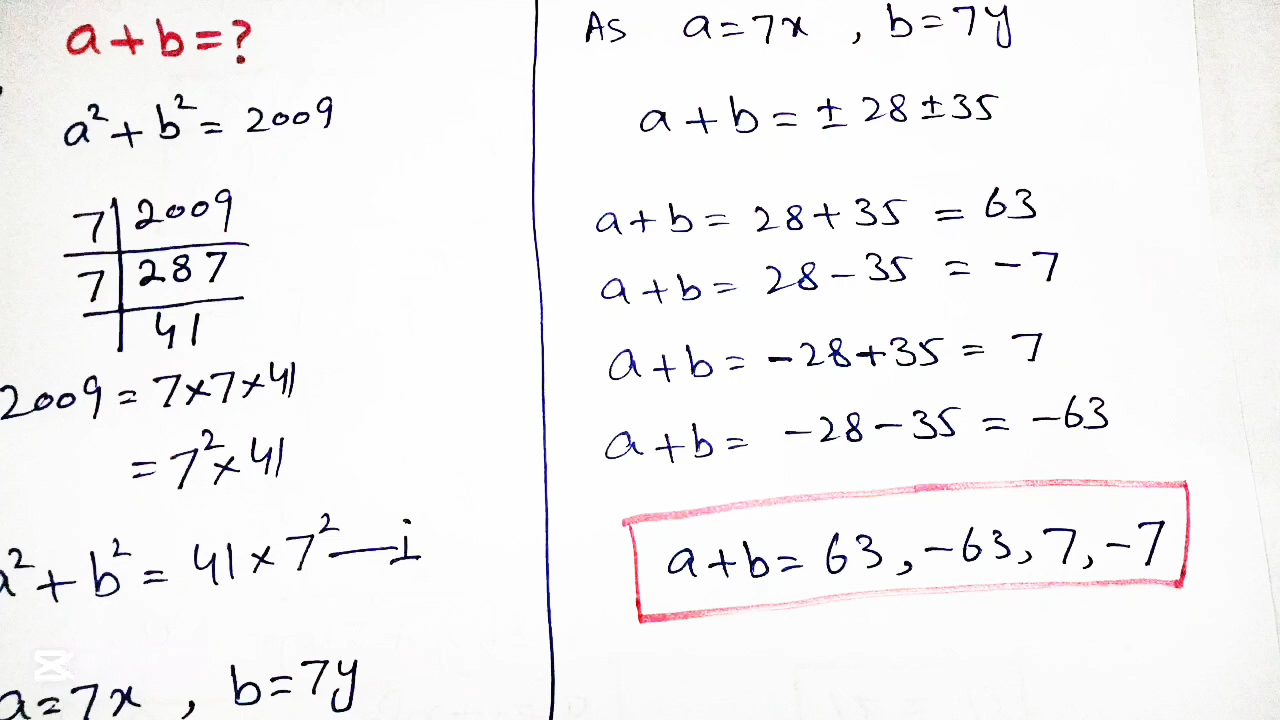 a+b=?
a²+b²=2009
7|2009
7|287
41
2009=7×7×41
=7²×41
a²+b²=41×7²—i
a=7x, b=7y
As a=7x, b=7y
a+b=±28±35
a+b=28+35=63
a+b=28-35=-7
a+b=-28+35=7
a+b=-28-35=-63
a+b=63,-63,7,-7